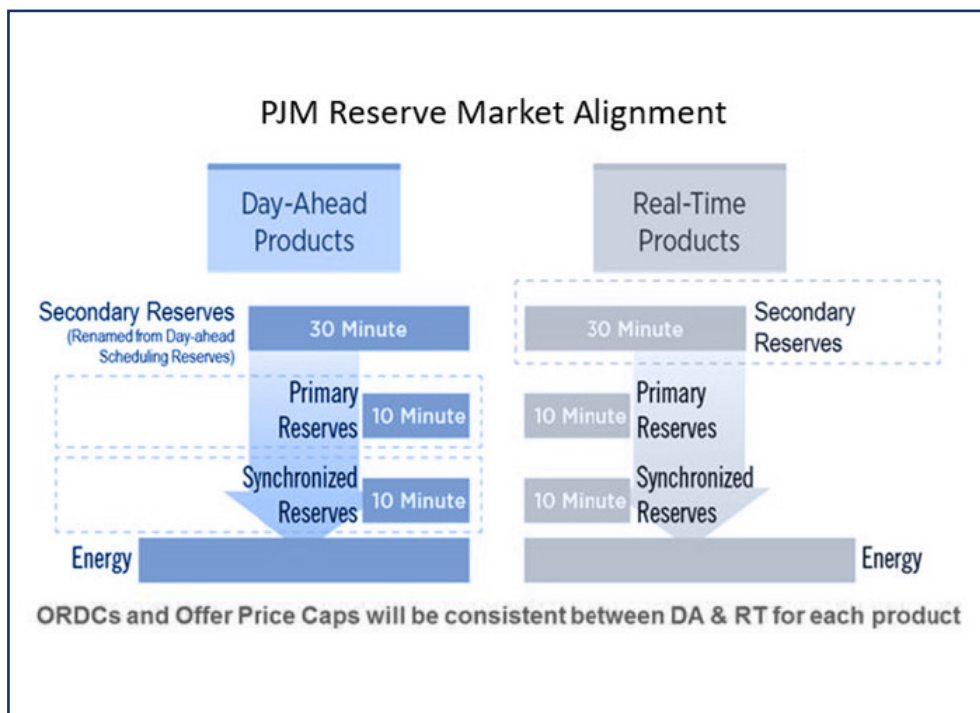 PJM Reserve Market Alignment
Day-Ahead
Products
Real-Time
Products
Secondary Reserves
(Renamed from Day-ahead
Scheduling Reserves)
30 Minute
30 Minute
Secondary
Reserves
Primary
Reserves
10 Minute
10 Minute
Primary
Reserves
Synchronized
Reserves
10 Minute
10 Minute
Synchronized
Reserves
Energy
Energy
ORDCs and Offer Price Caps will be consistent between DA & RT for each product